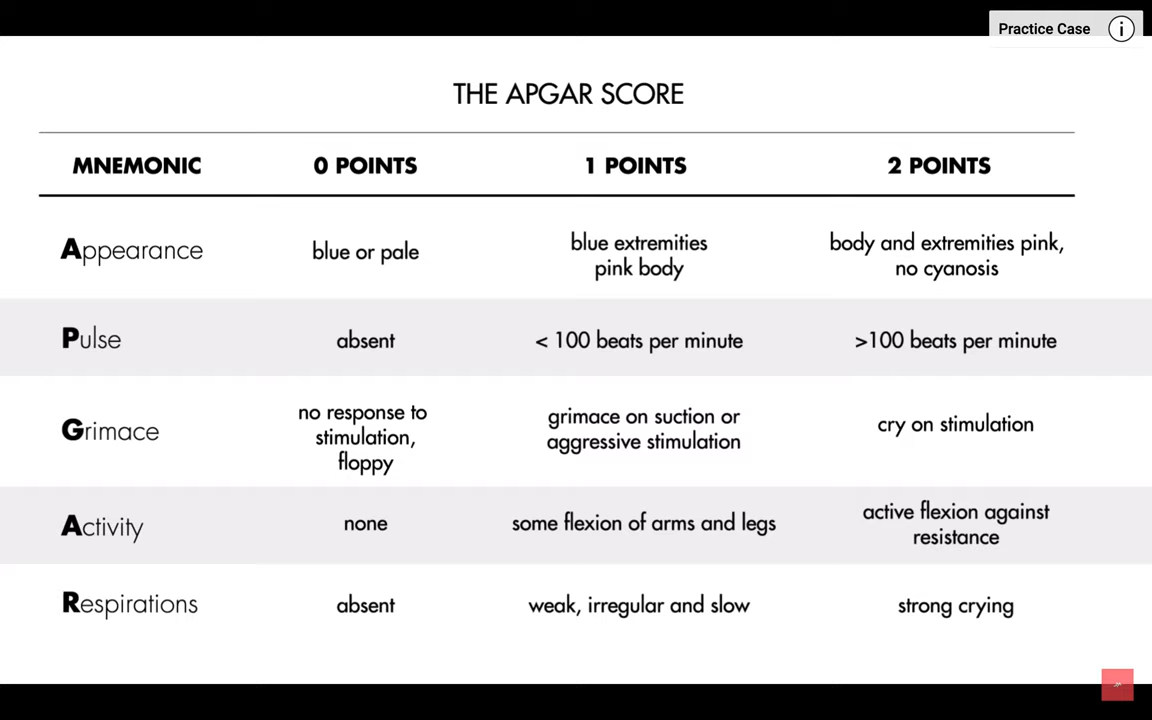 Practice Case
THE APGAR SCORE
MNEMONIC 0 POINTS 1 POINTS 2 POINTS
Appearance
blue or pale
blue extremities
pink body
body and extremities pink,
no cyanosis
Pulse
absent
< 100 beats per minute
>100 beats per minute
Grimace
no response to
stimulation,
floppy
grimace on suction or
aggressive stimulation
cry on stimulation
Activity
none
some flexion of arms and legs
active flexion against
resistance
Respirations
absent
weak, irregular and slow
strong crying